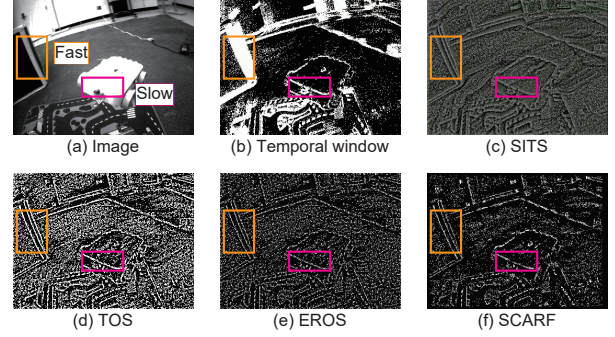 Fast
Slow
(a) Image
(b) Temporal window
(c) SITS
(d) TOS
(e) EROS
(f) SCARF